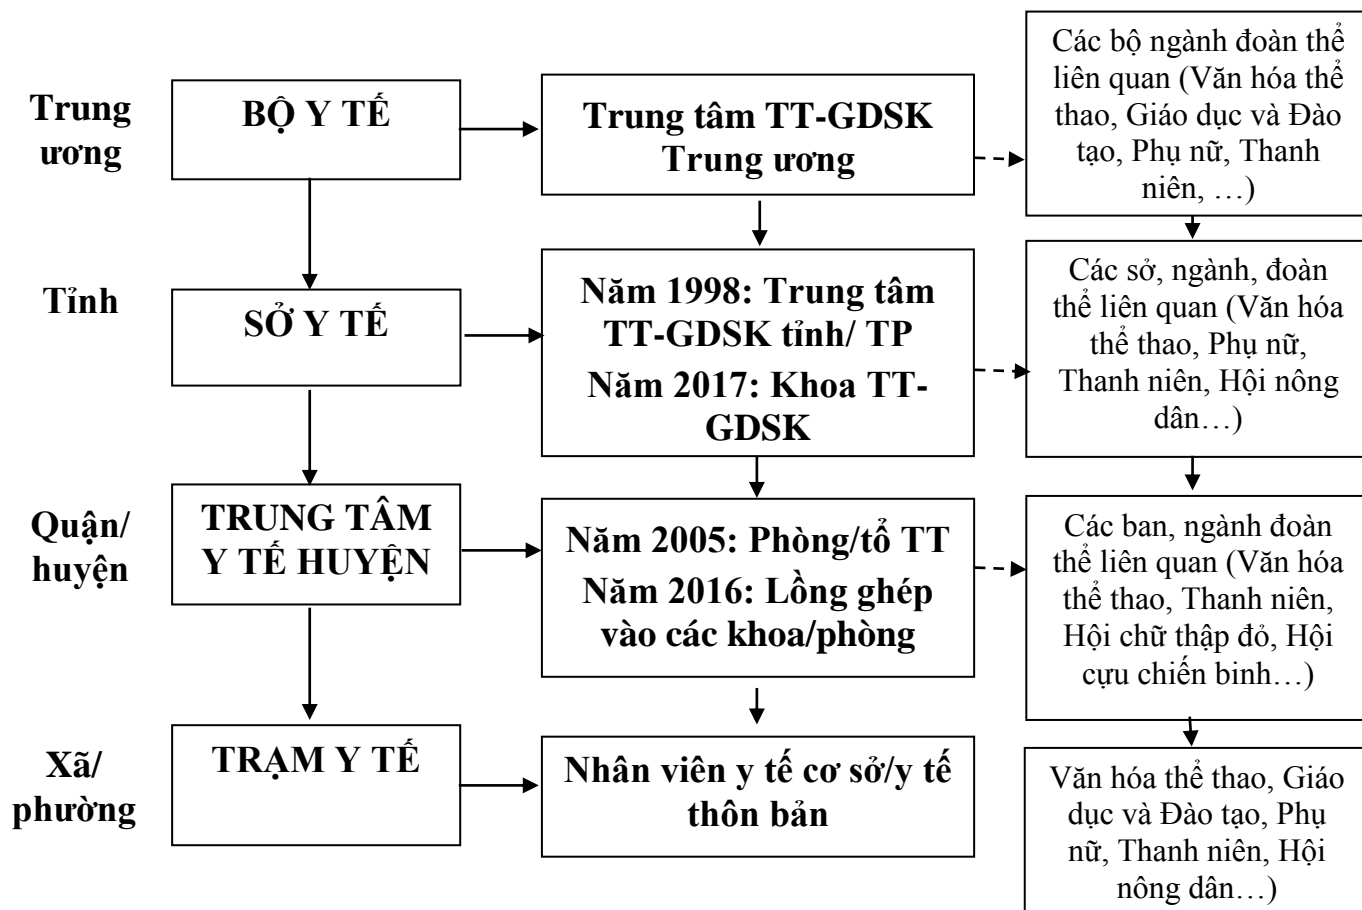 Trung
ương
BỘ Y TẾ
Trung tâm TT-GDSK
Trung ương
Các bộ ngành đoàn thể
liên quan (Văn hóa thể
thao, Giáo dục và Đào
tạo, Phụ nữ, Thanh
niên, …)
Tỉnh
SỞ Y TẾ
Năm 1998: Trung tâm
TT-GDSK tỉnh/ TP
Năm 2017: Khoa TT-
GDSK
Các sở, ngành, đoàn
thể liên quan (Văn hóa
thể thao, Phụ nữ,
Thanh niên, Hội nông
dân…)
Quận/
huyện
TRUNG TÂM
Y TẾ HUYỆN
Năm 2005: Phòng/tổ TT
Năm 2016: Lồng ghép
vào các khoa/phòng
Các ban, ngành đoàn
thể liên quan (Văn hóa
thể thao, Thanh niên,
Hội chữ thập đỏ, Hội
cựu chiến binh…)
Xã/
phường
TRẠM Y TẾ
Nhân viên y tế cơ sở/y tế
thôn bản
Văn hóa thể thao, Giáo
dục và Đào tạo, Phụ
nữ, Thanh niên, Hội
nông dân…)